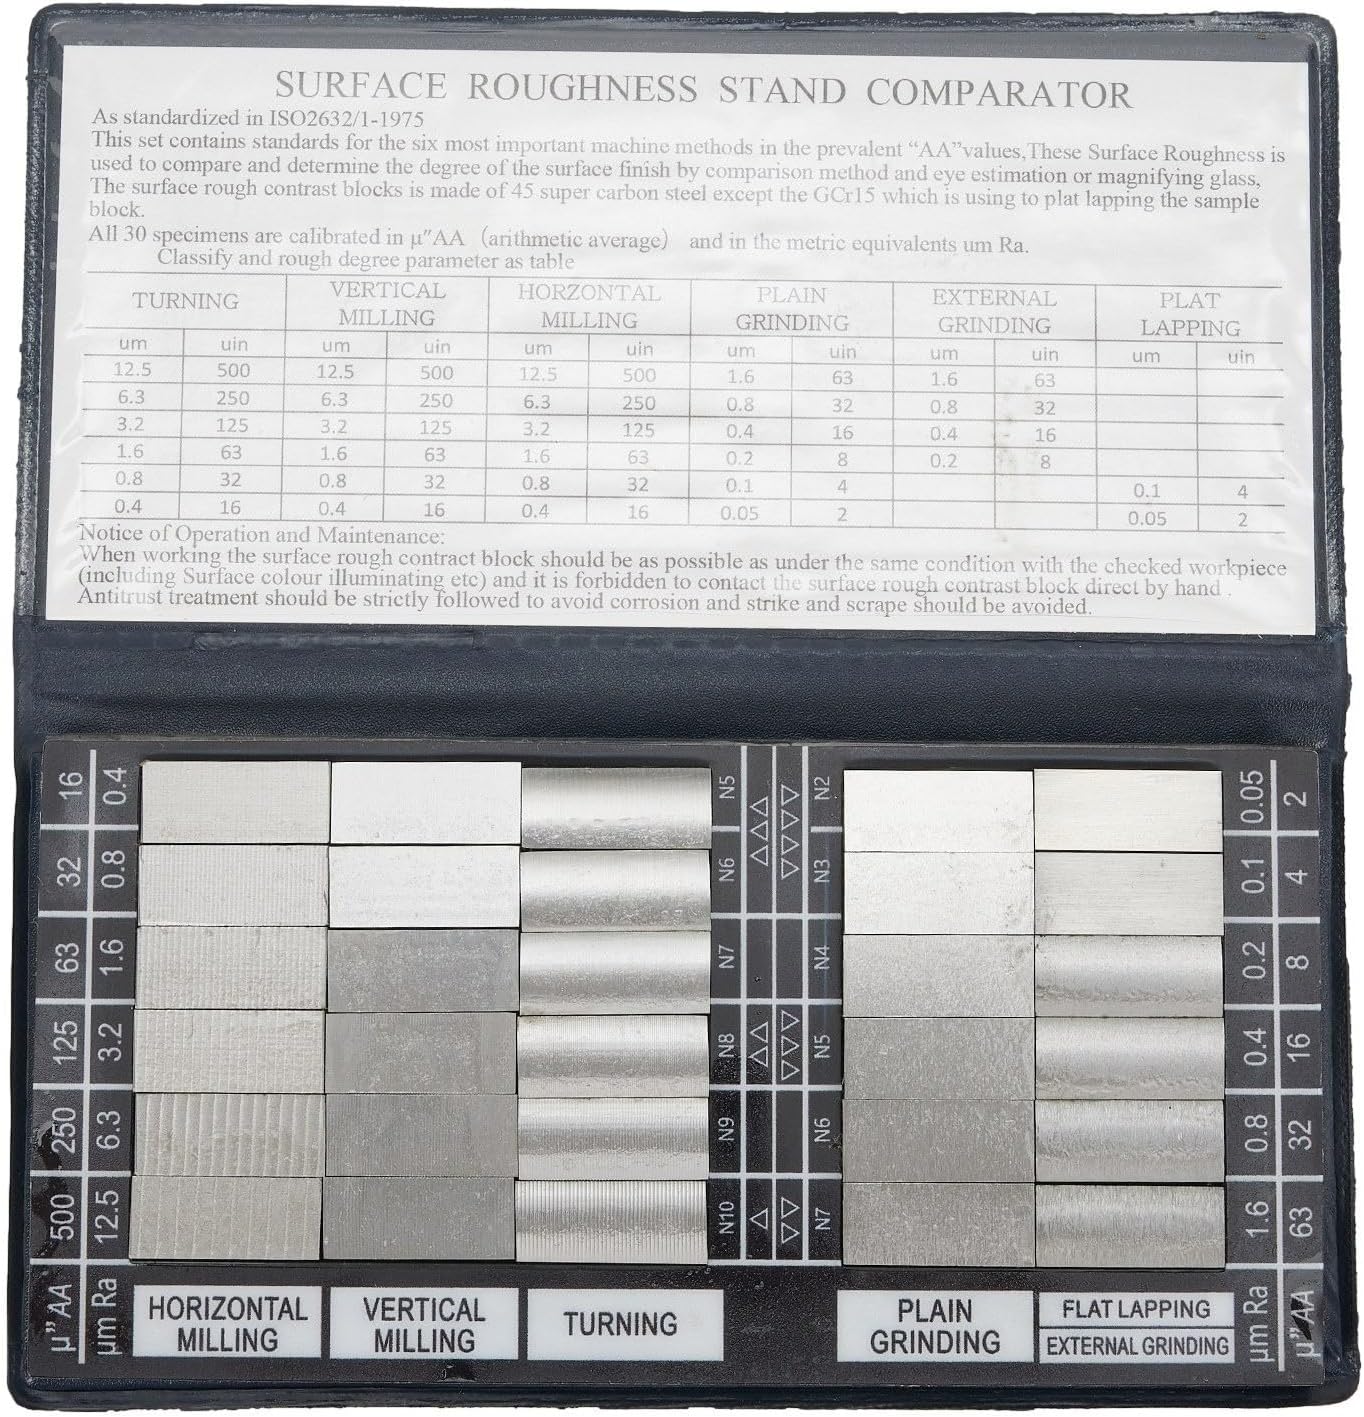 SURFACE ROUGHNESS STAND COMPARATOR
As standardized in ISO2632/1-1975
This set contains standards for the six most important machine methods in the prevalent “AA”values,These Surface Roughness is
used to compare and determine the degree of the surface finish by comparison method and eye estimation or magnifying glass,
The surface rough contrast blocks is made of 45 super carbon steel except the GCr15 which is using to plat lapping the sample
block.
All 30 specimens are calibrated in μ"AA (arithmetic average) and in the metric equivalents um Ra.
Classify and rough degree parameter as table
TURNING VERTICAL MILLING HORZONTAL MILLING PLAIN GRINDING EXTERNAL GRINDING PLAT LAPPING
um uin um uin um uin um uin um uin um uin
12.5 500 12.5 500 12.5 500 1.6 63 1.6 63
6.3 250 6.3 250 6.3 250 0.8 32 0.8 32
3.2 125 3.2 125 3.2 125 0.4 16 0.4 16
1.6 63 1.6 63 1.6 63 0.2 8 0.2 8
0.8 32 0.8 32 0.8 32 0.1 4 0.1 4
0.4 16 0.4 16 0.4 16 0.05 2 0.05 2
Notice of Operation and Maintenance:
When working the surface rough contract block should be as possible as under the same condition with the checked workpiece
(including Surface colour illuminating etc) and it is forbidden to contact the surface rough contrast block direct by hand .
Antitrust treatment should be strictly followed to avoid corrosion and strike and scrape should be avoided.
16 0.4 N5 N2 0.05 2
32 0.8 N6 N3 0.1 4
63 1.6 N7 N4 0.2 8
125 3.2 N8 N5 0.4 16
250 6.3 N9 N6 0.8 32
500 12.5 N10 N7 1.6 63
μ”AA μm Ra HORIZONTAL MILLING VERTICAL MILLING TURNING PLAIN GRINDING FLAT LAPPING EXTERNAL GRINDING μm Ra μ”AA